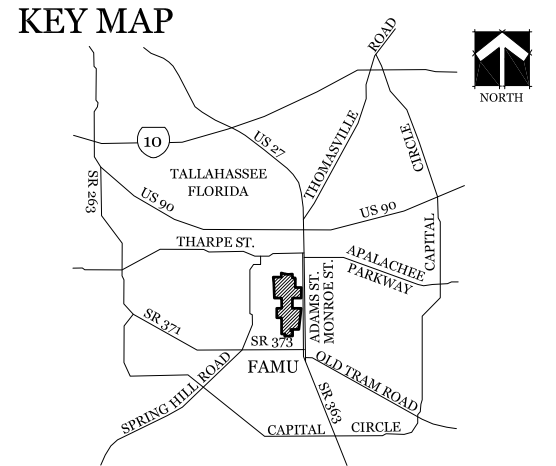 KEY MAP
ROAD
NORTH
10
US 27
THOMASVILLE
CIRCLE
TALLAHASSEE
FLORIDA
SR 263
US 90
US 90
CAPITAL
THARPE ST.
APALACHEE
PARKWAY
ADAMS ST.
MONROE ST.
SR 371
SR 373
FAMU
OLD TRAM ROAD
SPRING HILL ROAD
SR 363
CAPITAL CIRCLE